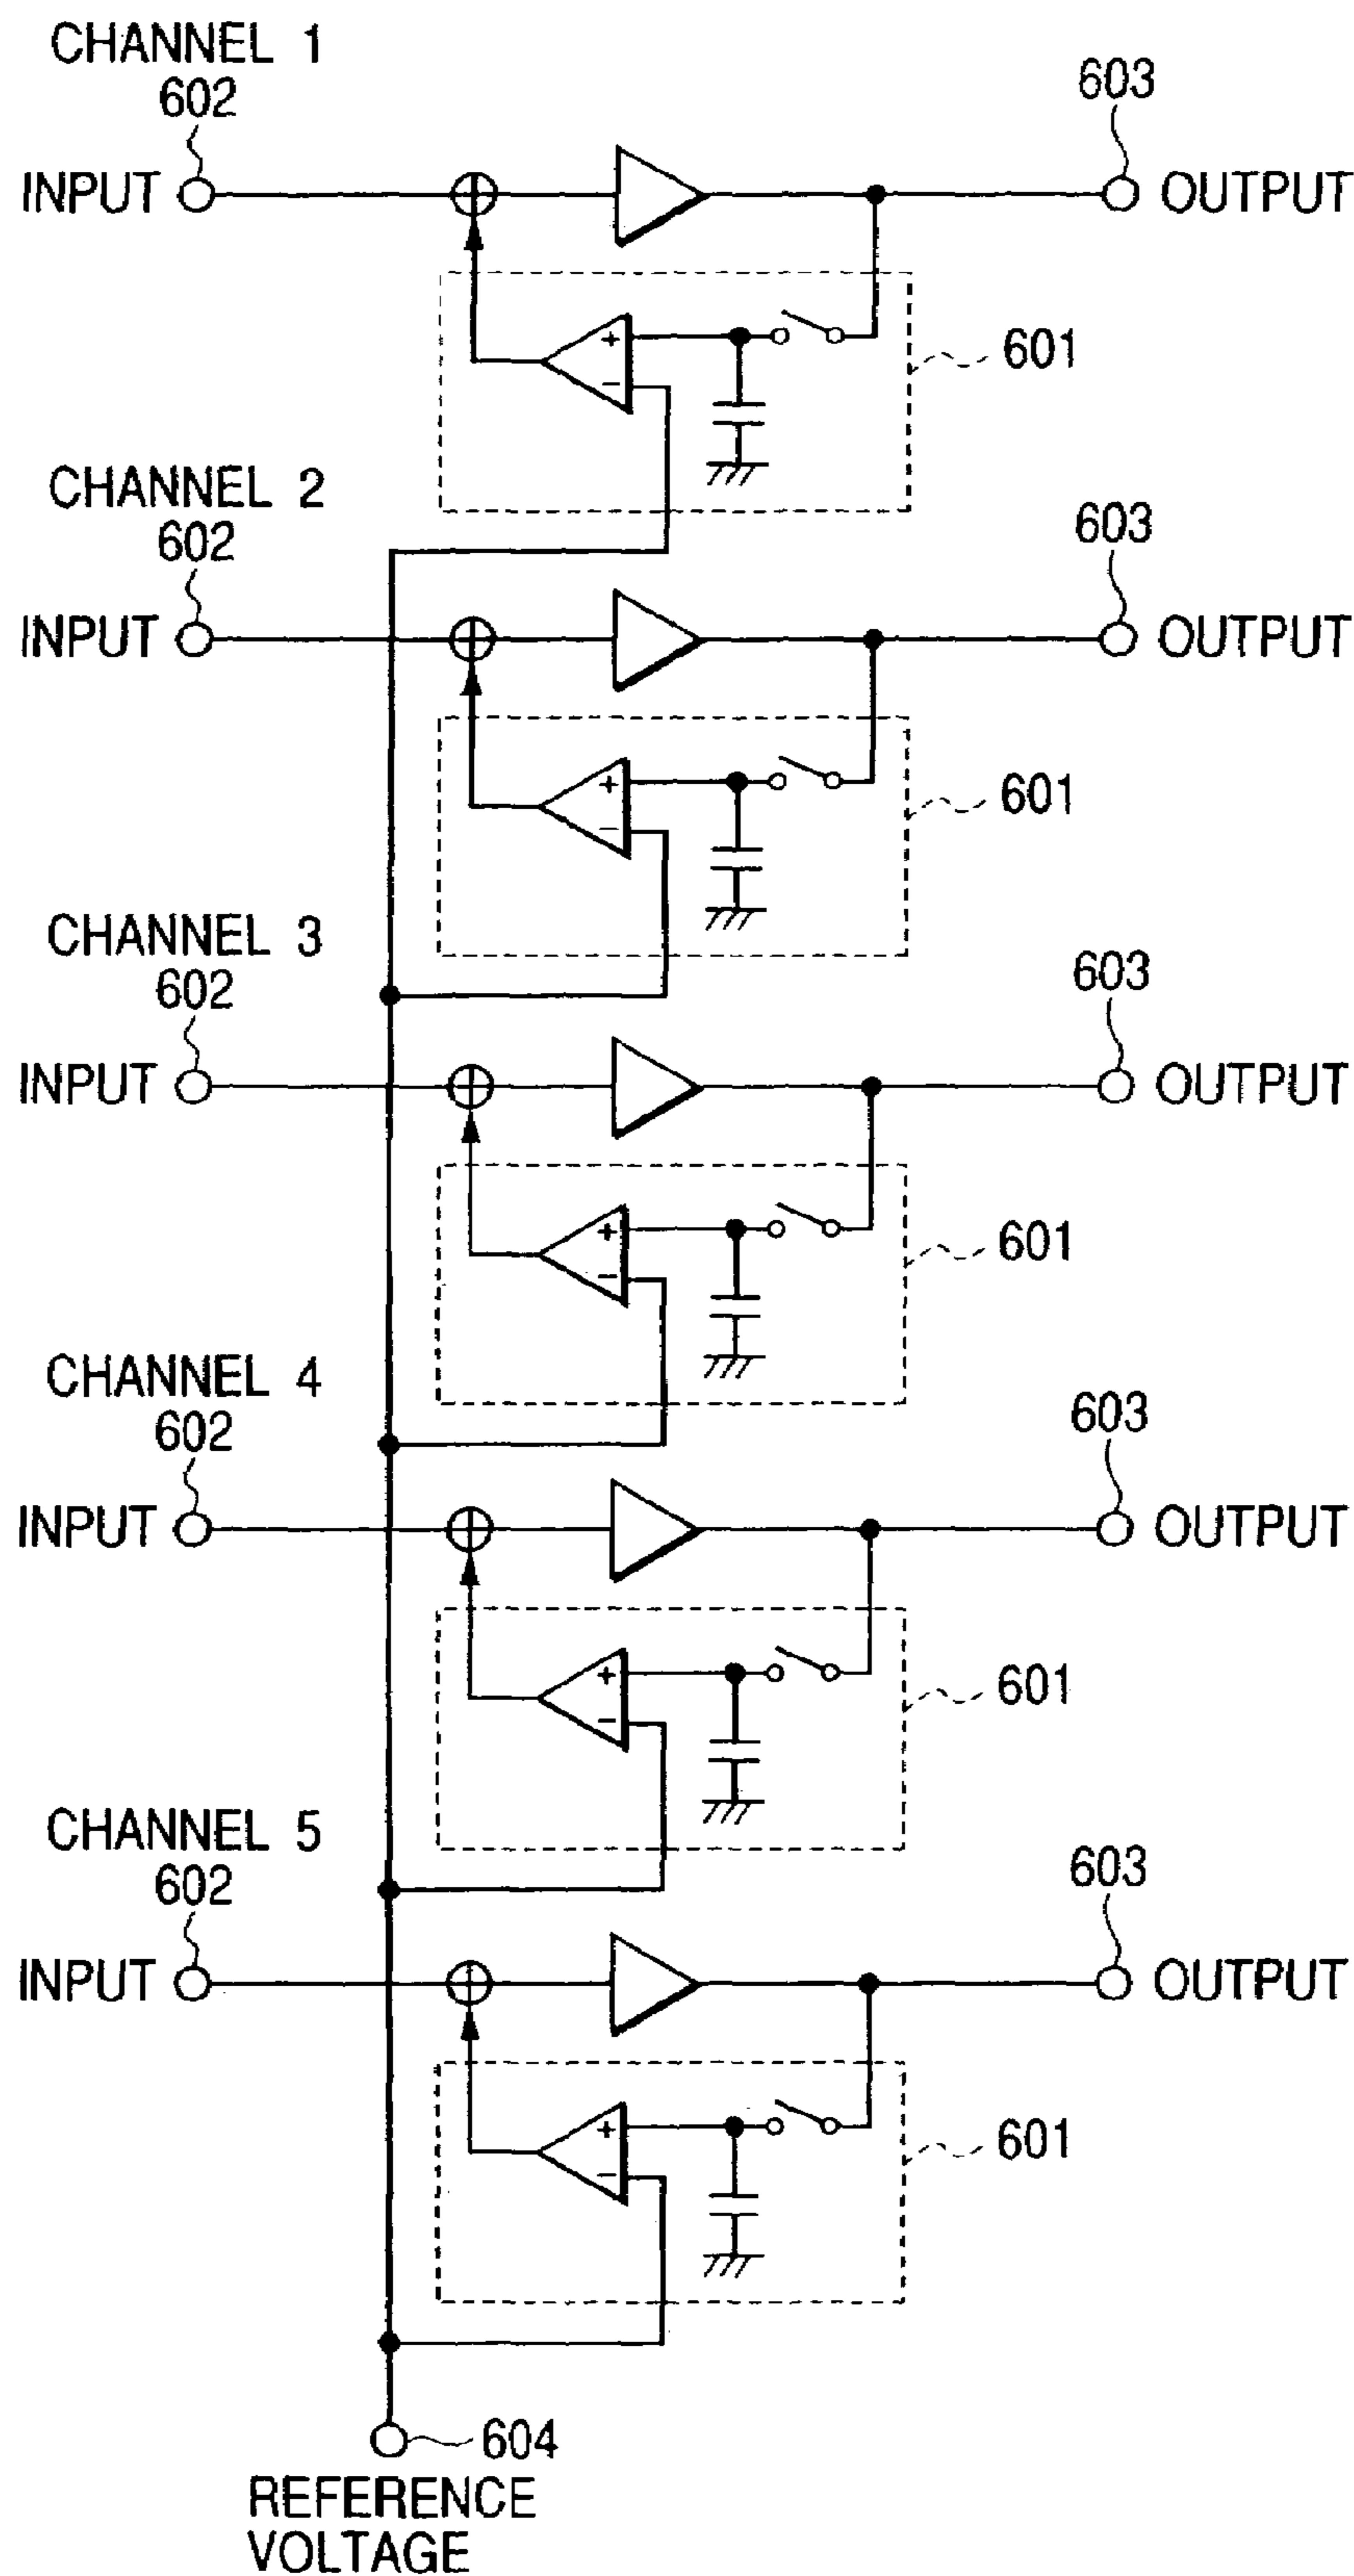 CHANNEL 1
602
603
INPUT
OUTPUT
+
−
601
CHANNEL 2
602
603
INPUT
OUTPUT
+
−
601
CHANNEL 3
602
603
INPUT
OUTPUT
+
−
601
CHANNEL 4
602
603
INPUT
OUTPUT
+
−
601
CHANNEL 5
602
603
INPUT
OUTPUT
+
−
601
604
REFERENCE
VOLTAGE